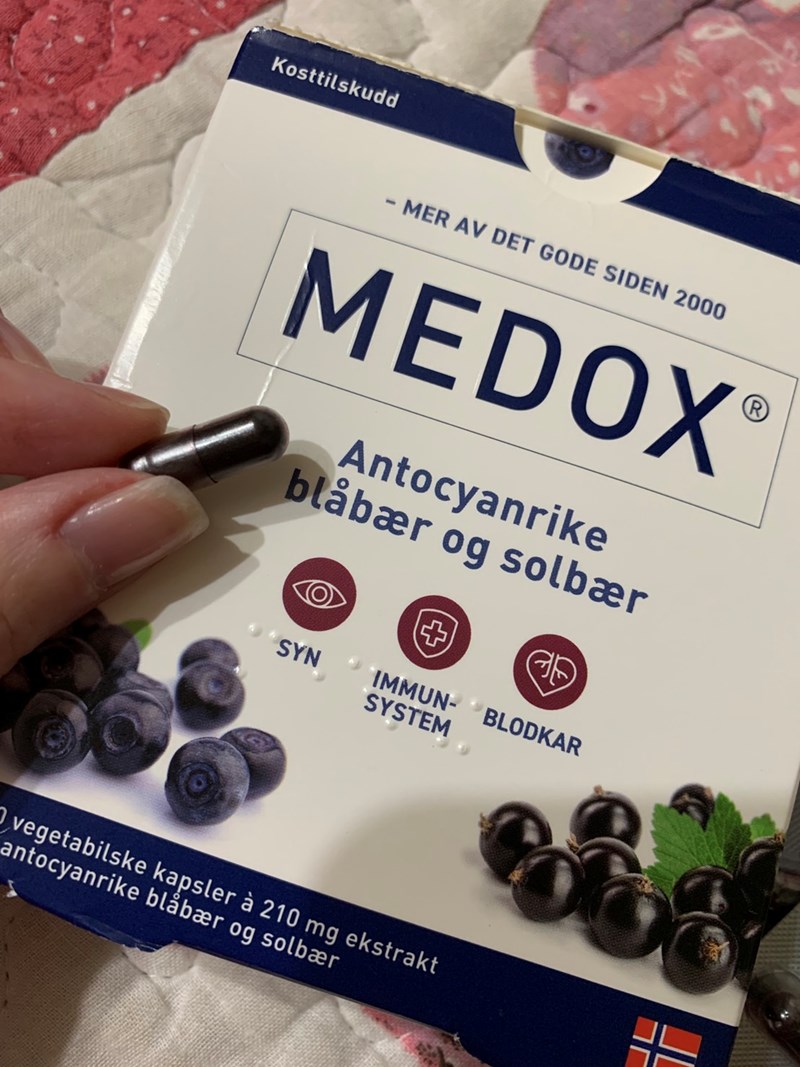 Kosttilskudd
- MER AV DET GODE SIDEN 2000
MEDOX®
Antocyanrike
blåbær og solbær
SYN
IMMUN-
SYSTEM
BLODKAR
vegetabilske kapsler à 210 mg ekstrakt
antocyanrike blåbær og solbær